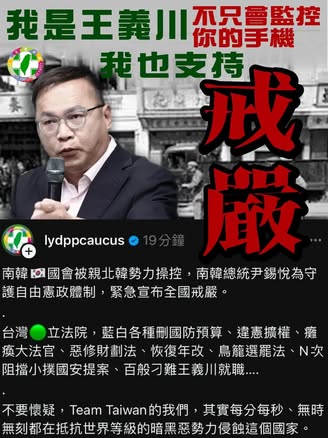 我是王義川
不只會監控
你的手機
我也支持
戒嚴
lydppcaucus
19分鐘
南韓🇰🇷國會被親北韓勢力操控，南韓總統尹錫悅為守
護自由憲政體制，緊急宣布全國戒嚴。
.
台灣🟢立法院，藍白各種刪國防預算、違憲擴權、癱
瘓大法官、惡修財劃法、恢復年改、鳥籠選罷法、N次
阻擋小撲國安提案、百般刁難王義川就職....
.
不要懷疑，Team Taiwan的我們，其實每分每秒、無時
無刻都在抵抗世界等級的暗黑惡勢力侵蝕這個國家。